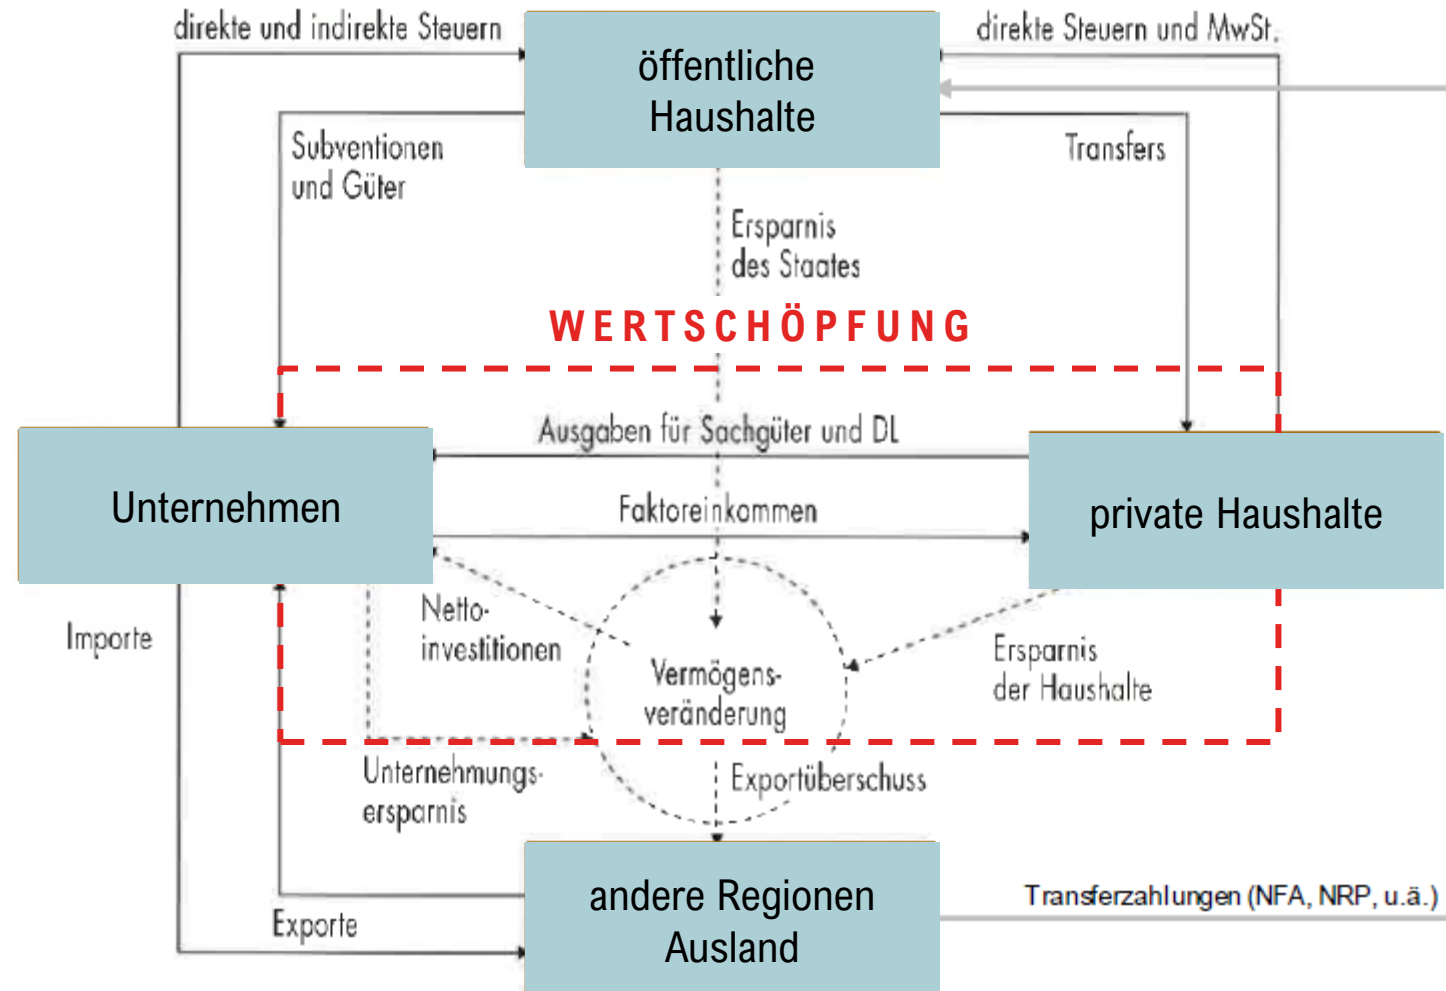 direkte und indirekte Steuern
direkte Steuern und MwSt.
öffentliche
Haushalte
Subventionen
und Güter
Transfers
Ersparnis
des Staates
WERTSCHÖPFUNG
Ausgaben für Sachgüter und DL
Unternehmen
Faktoreinkommen
private Haushalte
Netto-
investitionen
Importe
Vermögens-
veränderung
Ersparnis
der Haushalte
Unternehmungs-
ersparnis
Exportüberschuss
andere Regionen
Ausland
Transferzahlungen (NFA, NRP, u.ä.)
Exporte